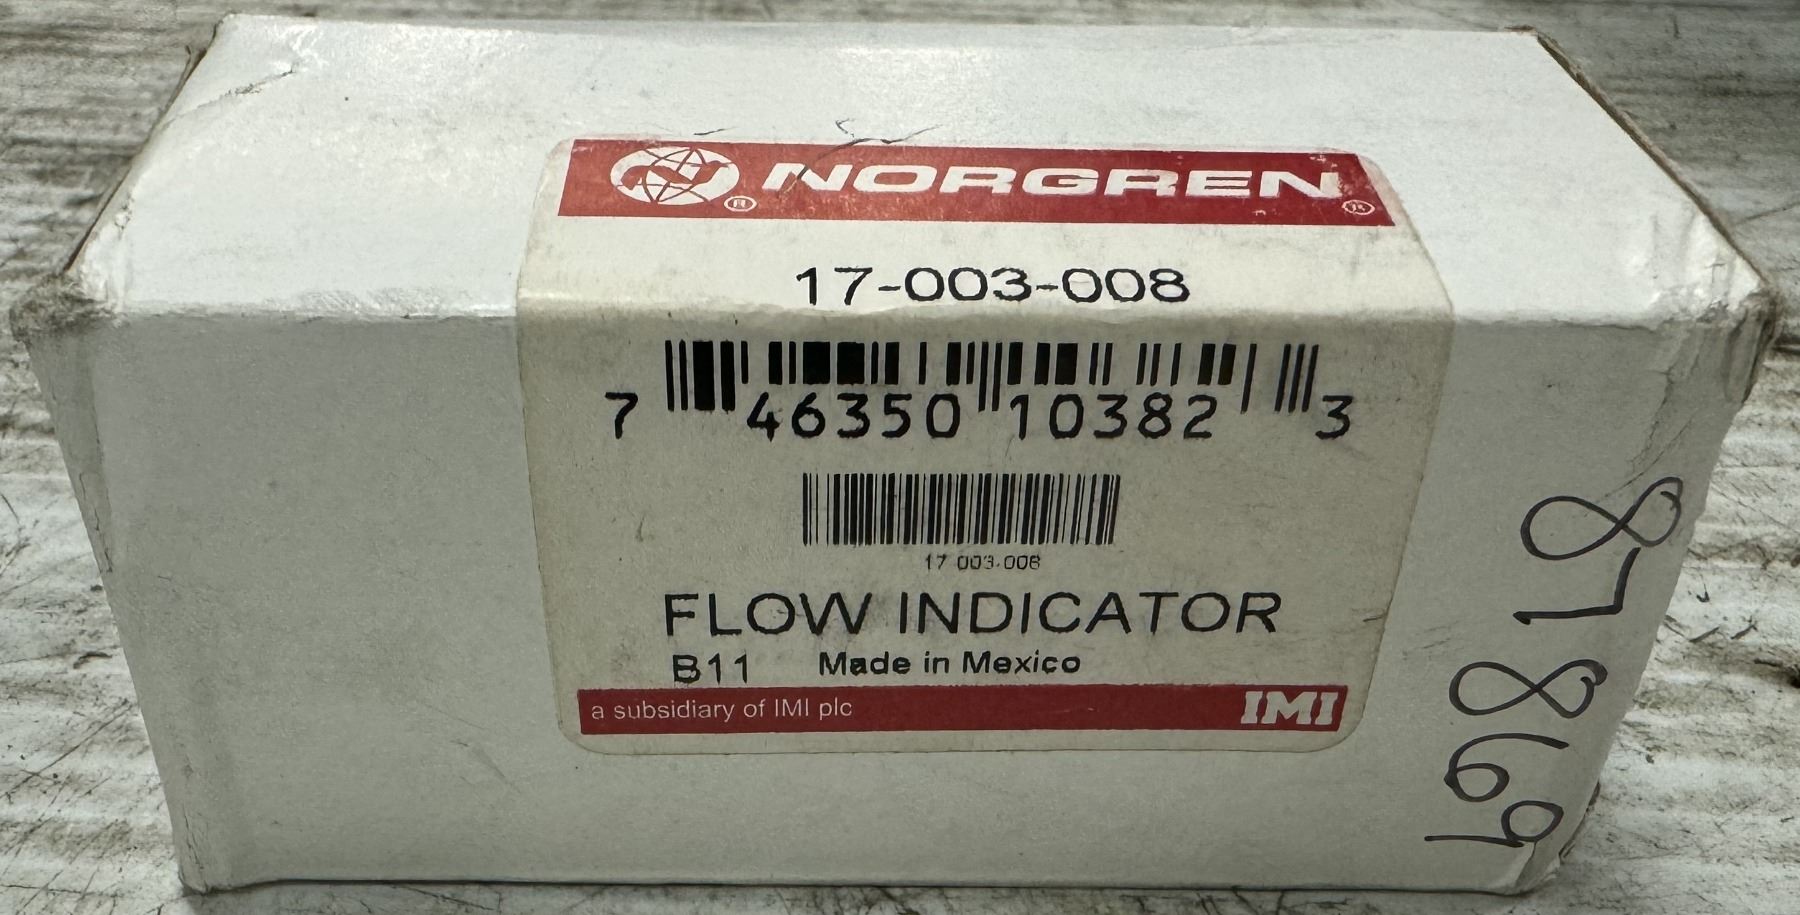 NORGREN
17-003-008
7 46350 10382 3
17-003-008
FLOW INDICATOR
B11 Made in Mexico
a subsidiary of IMI plc IMI
87869